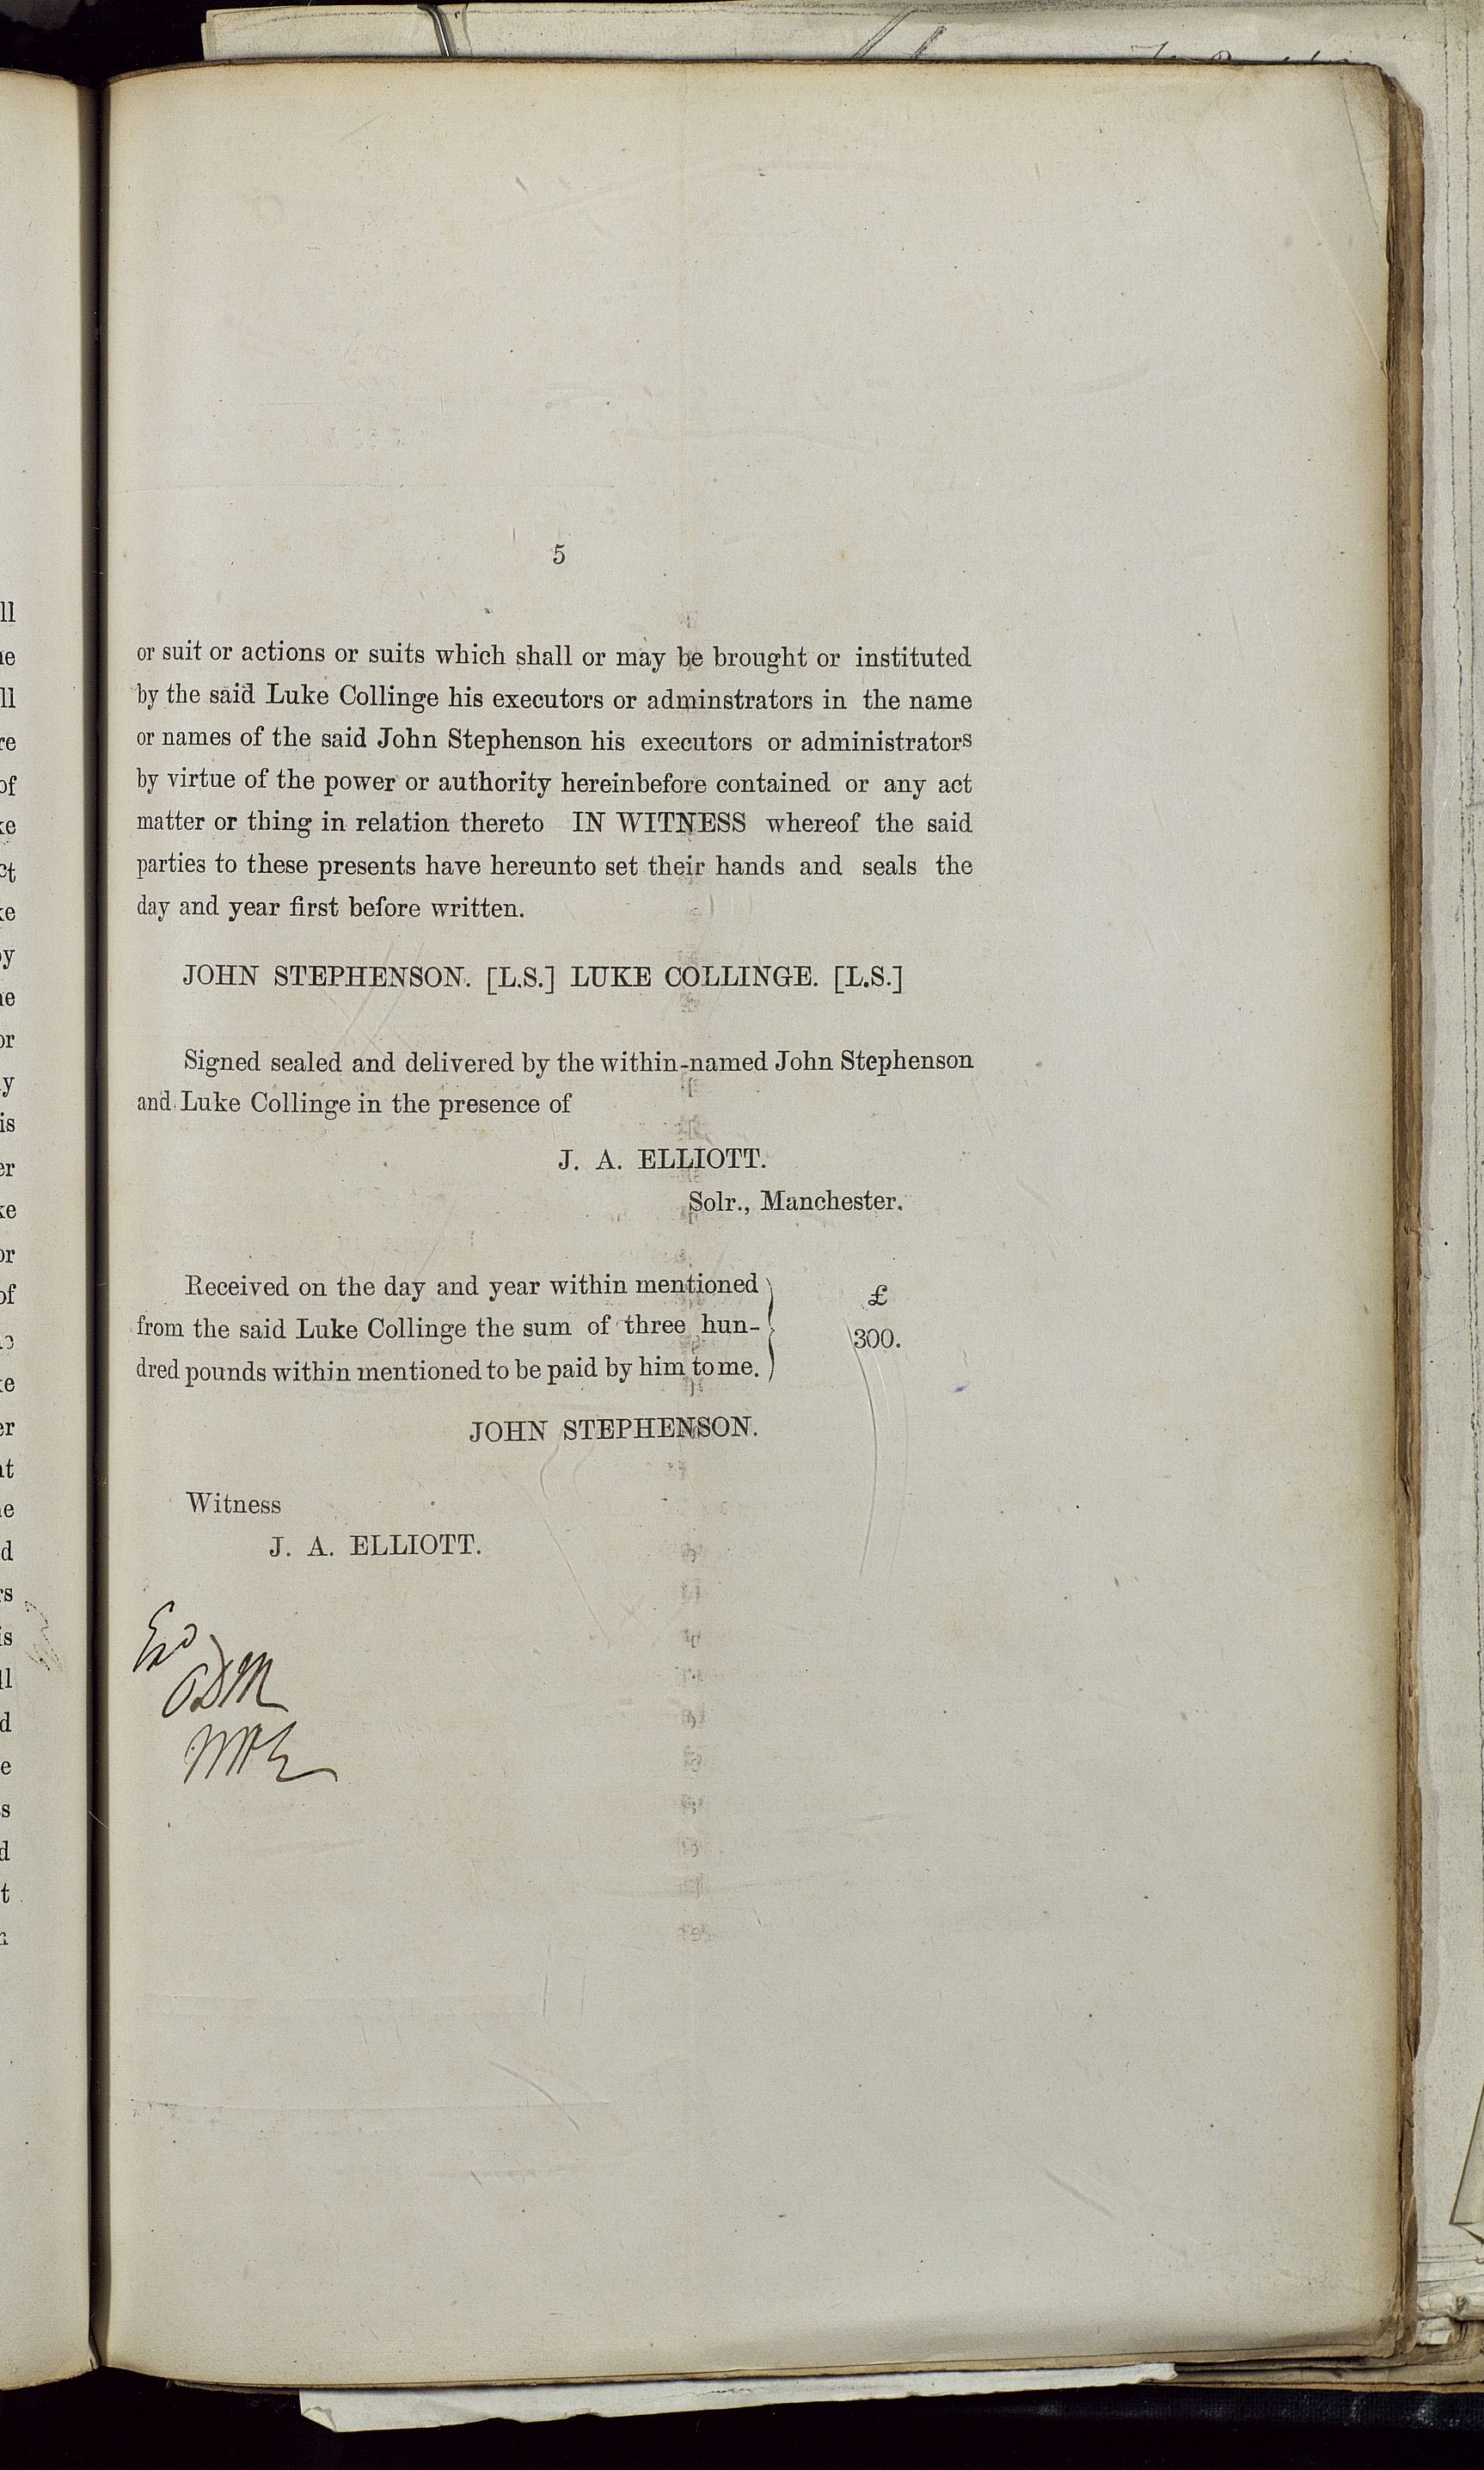 5
or suit or actions or suits which shall or may be brought or instituted
by the said Luke Collinge his executors or adminstrators in the name
or names of the said John Stephenson his executors or administrators
by virtue of the power or authority hereinbefore contained or any act
matter or thing in relation thereto IN WITNESS whereof the said
parties to these presents have hereunto set their hands and seals the
day and year first before written.
JOHN STEPHENSON. [L.S.] LUKE COLLINGE. [L.S.]
Signed sealed and delivered by the within-named John Stephenson
and Luke Collinge in the presence of
J. A. ELLIOTT.
Solr., Manchester.
Received on the day and year within mentioned
from the said Luke Collinge the sum of three hun-
dred pounds within mentioned to be paid by him to me.
£
300.
JOHN STEPHENSON.
Witness
J. A. ELLIOTT.